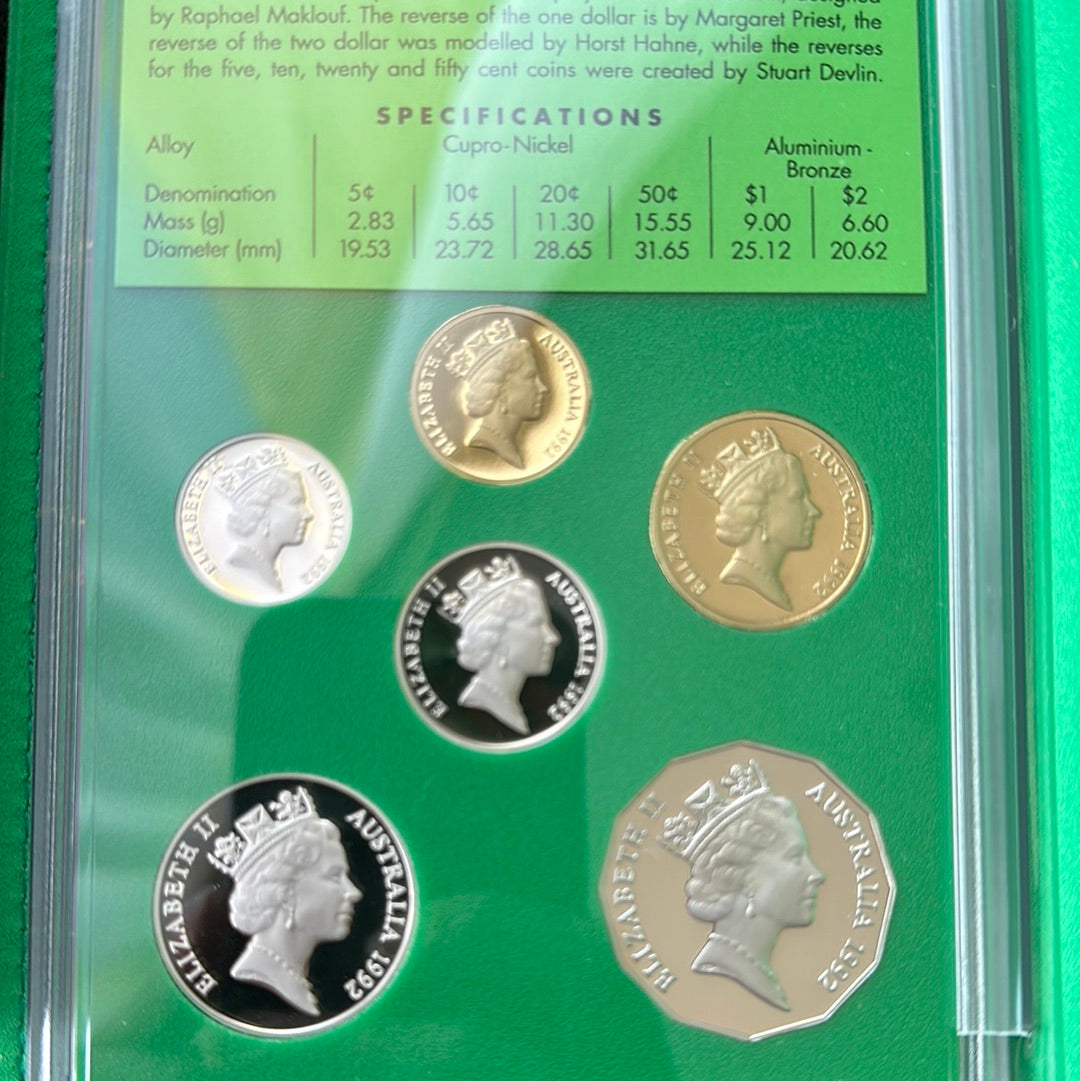 designed
by Raphael Maklouf. The reverse of the one dollar is by Margaret Priest, the
reverse of the two dollar was modelled by Horst Hahne, while the reverses
for the five, ten, twenty and fifty cent coins were created by Stuart Devlin.
SPECIFICATIONS
Alloy Cupro-Nickel Aluminium -
Bronze
Denomination 5¢ 10¢ 20¢ 50¢ $1 $2
Mass (g) 2.83 5.65 11.30 15.55 9.00 6.60
Diameter (mm) 19.53 23.72 28.65 31.65 25.12 20.62
ELIZABETH II AUSTRALIA 1992
ELIZABETH II AUSTRALIA 1992
ELIZABETH II AUSTRALIA 1992
ELIZABETH II AUSTRALIA 1992
ELIZABETH II AUSTRALIA 1992
ELIZABETH II AUSTRALIA 1992